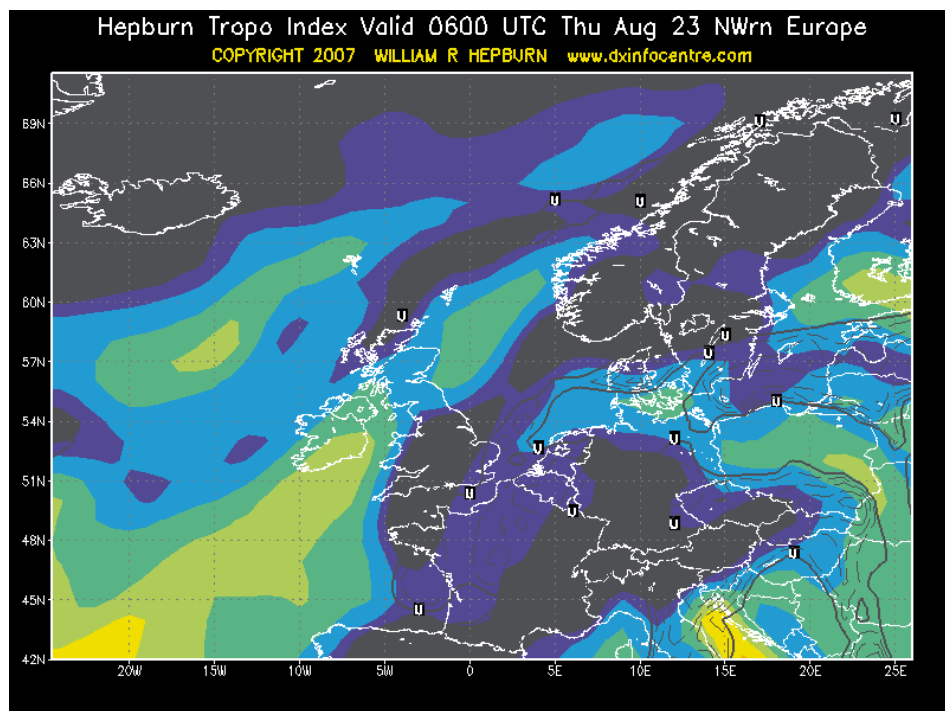 Hepburn Tropo Index Valid 0600 UTC Thu Aug 23 NWrn Europe
COPYRIGHT 2007 WILLIAM R HEPBURN www.dxinfocentre.com
69N
V
V
66N
V
V
63N
60N
V
V
V
57N
V
54N
V
V
51N
V
V
V
48N
V
45N
V
42N
20W 15W 10W 5W 0 5E 10E 15E 20E 25E